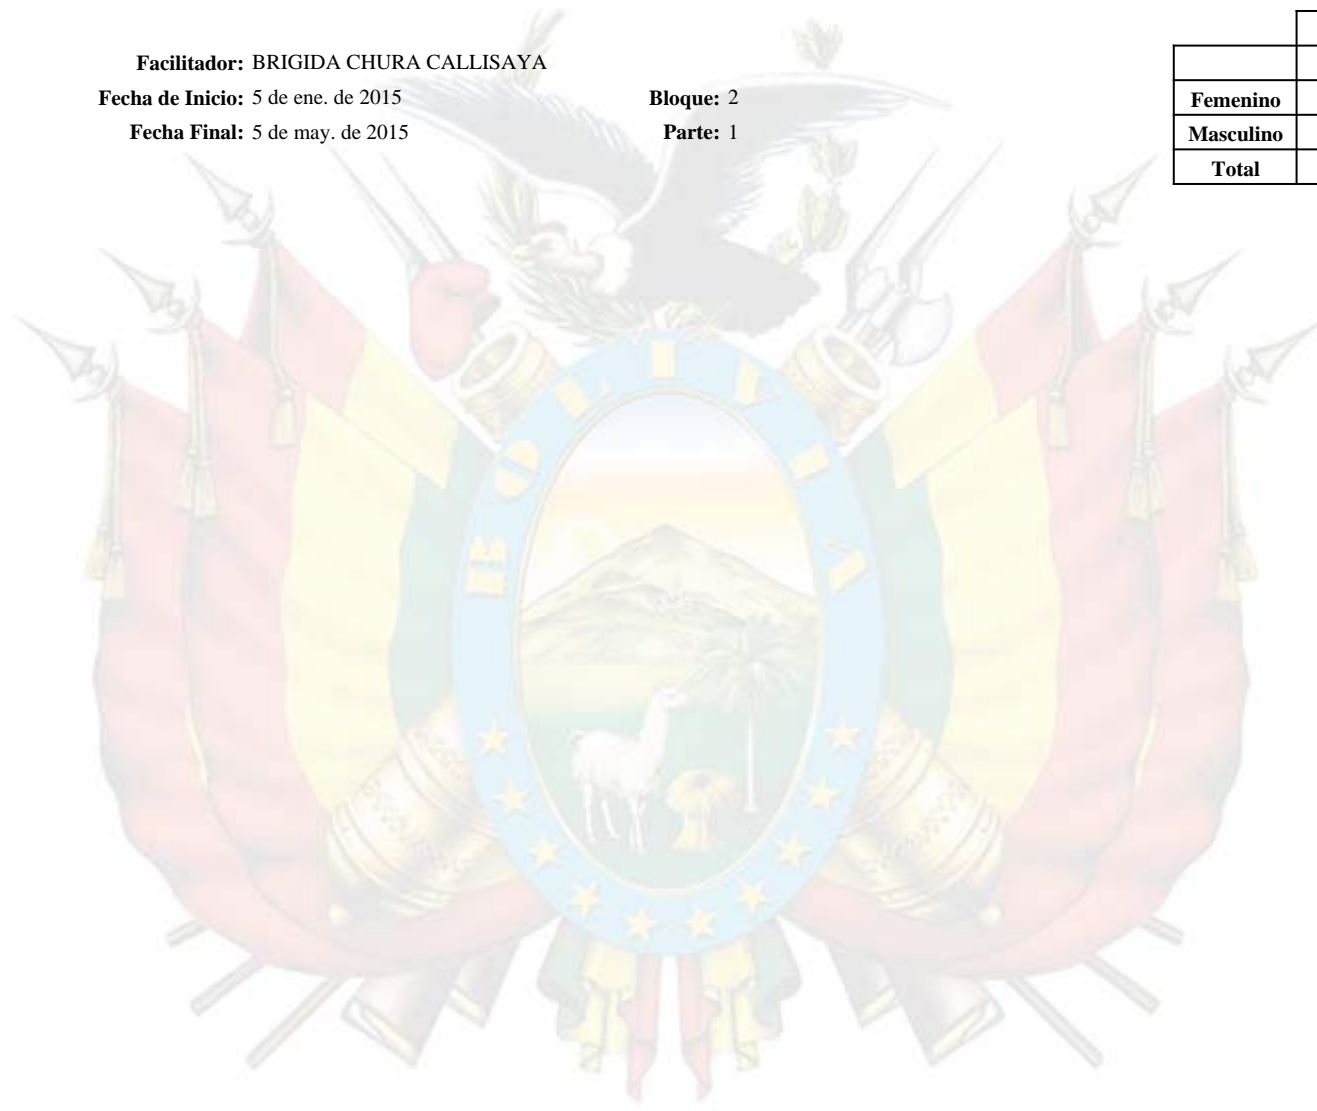 Facilitador: BRIGIDA CHURA CALLISAYA
Fecha de Inicio: 5 de ene. de 2015 Bloque: 2
Fecha Final: 5 de may. de 2015 Parte: 1
Femenino
Masculino
Total
BOLIVIA